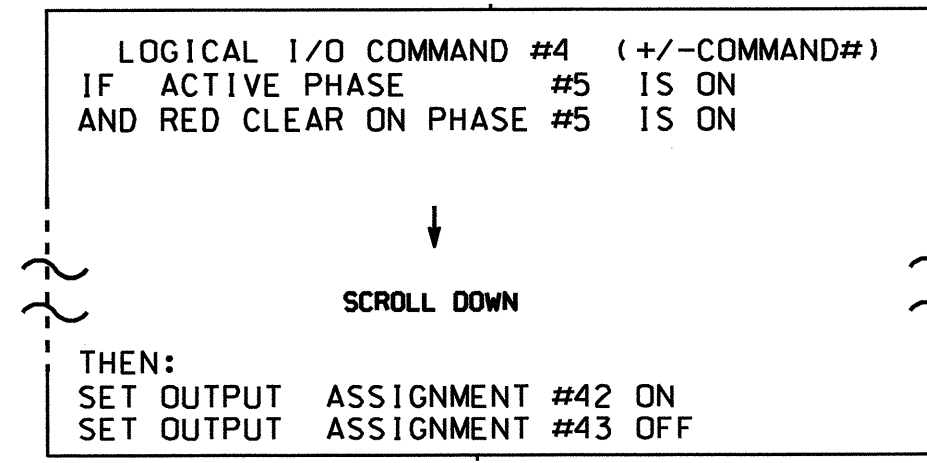 LOGICAL I/O COMMAND #4 (+/-COMMAND#)
IF ACTIVE PHASE #5 IS ON
AND RED CLEAR ON PHASE #5 IS ON
SCROLL DOWN
THEN:
SET OUTPUT ASSIGNMENT #42 ON
SET OUTPUT ASSIGNMENT #43 OFF